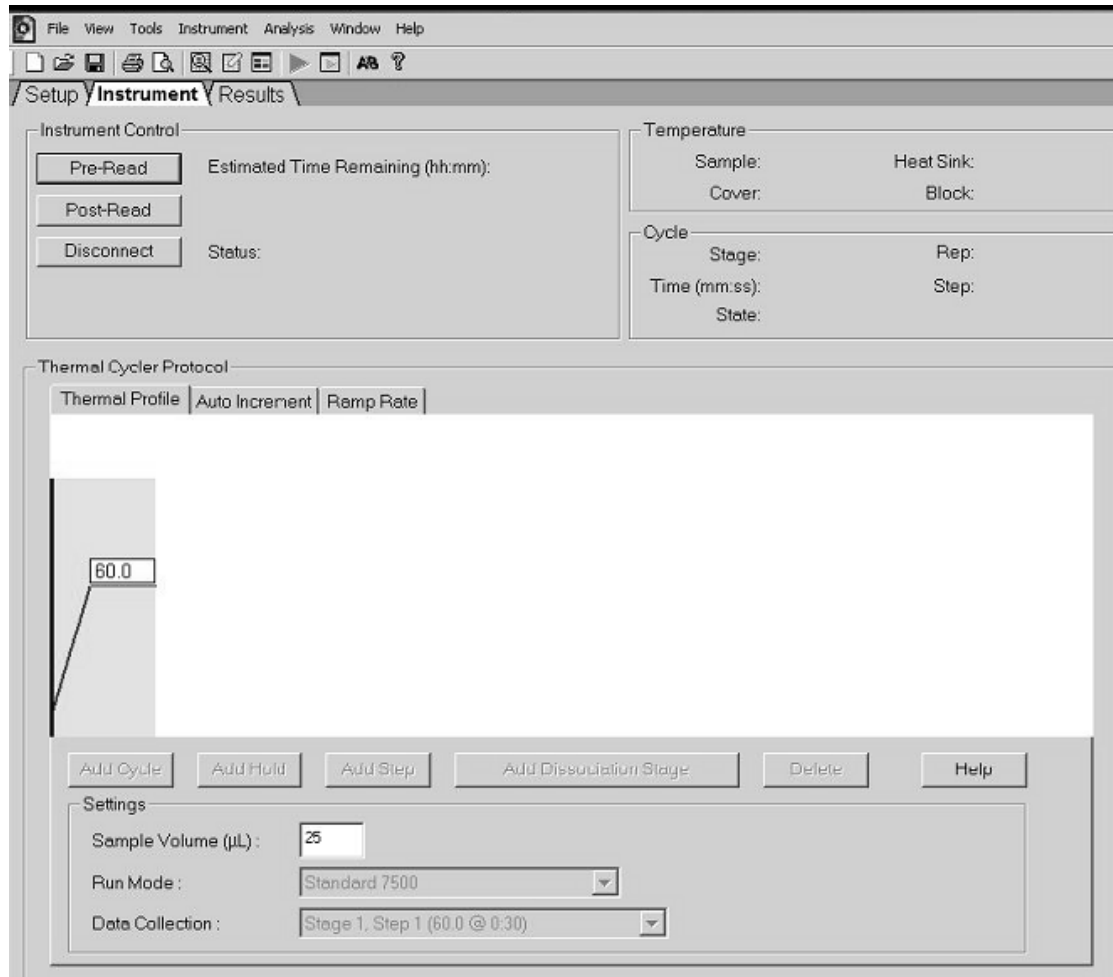 File View Tools Instrument Analysis Window Help
AB ?
Setup Instrument Results
Instrument Control
Pre-Read Estimated Time Remaining (hh:mm):
Post-Read
Disconnect Status:
Temperature
Sample: Heat Sink:
Cover: Block:
Cycle
Stage: Rep:
Time (mm:ss): Step:
State:
Thermal Cycler Protocol
Thermal Profile Auto Increment Ramp Rate
60.0
Add Cycle Add Hold Add Step Add Dissociation Stage Delete Help
Settings
Sample Volume (µL) : 25
Run Mode : Standard 7500
Data Collection : Stage 1, Step 1 (60.0 @ 0:30)